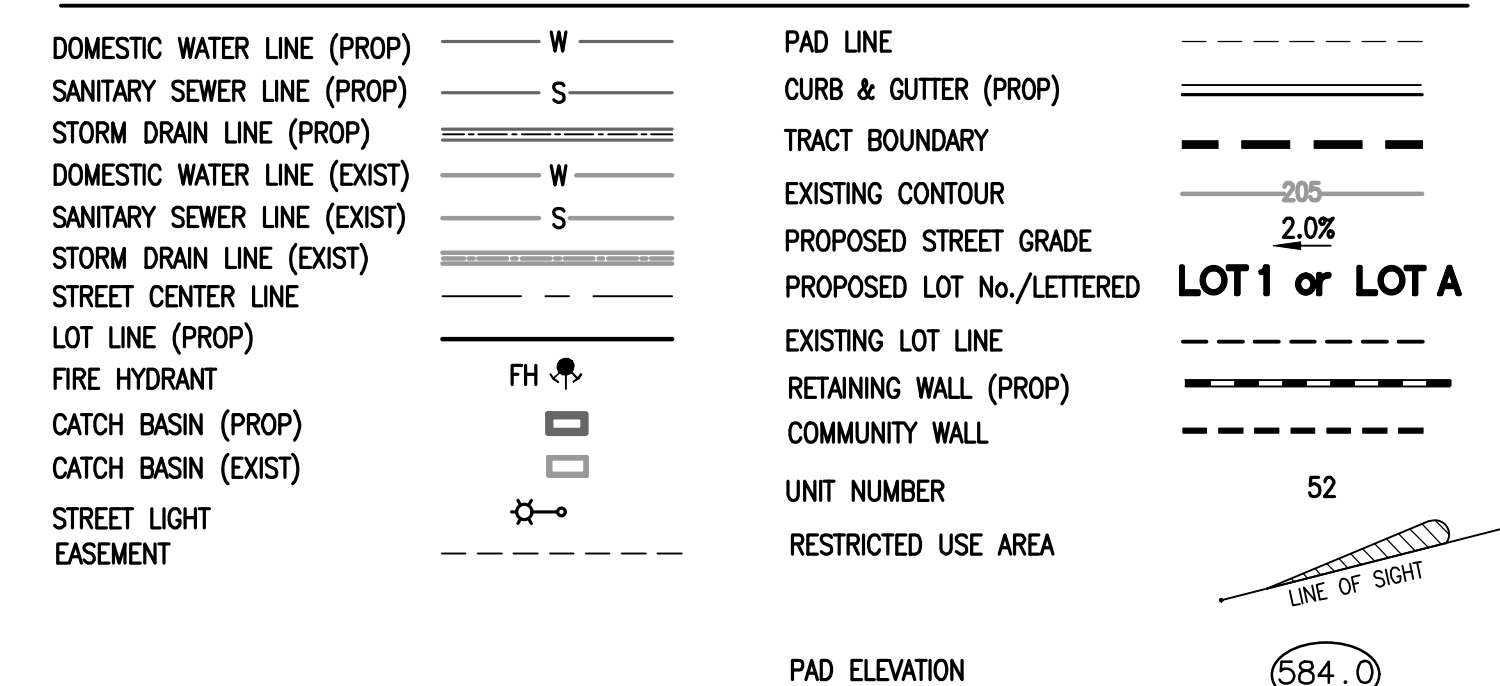 DOMESTIC WATER LINE (PROP) W
SANITARY SEWER LINE (PROP) S
STORM DRAIN LINE (PROP)
DOMESTIC WATER LINE (EXIST) W
SANITARY SEWER LINE (EXIST) S
STORM DRAIN LINE (EXIST)
STREET CENTER LINE
LOT LINE (PROP)
FIRE HYDRANT FH
CATCH BASIN (PROP)
CATCH BASIN (EXIST)
STREET LIGHT
EASEMENT
PAD LINE
CURB & GUTTER (PROP)
TRACT BOUNDARY
EXISTING CONTOUR 205
PROPOSED STREET GRADE 2.0%
PROPOSED LOT No./LETTERED LOT 1 or LOT A
EXISTING LOT LINE
RETAINING WALL (PROP)
COMMUNITY WALL
UNIT NUMBER 52
RESTRICTED USE AREA
LINE OF SIGHT
PAD ELEVATION 584.0